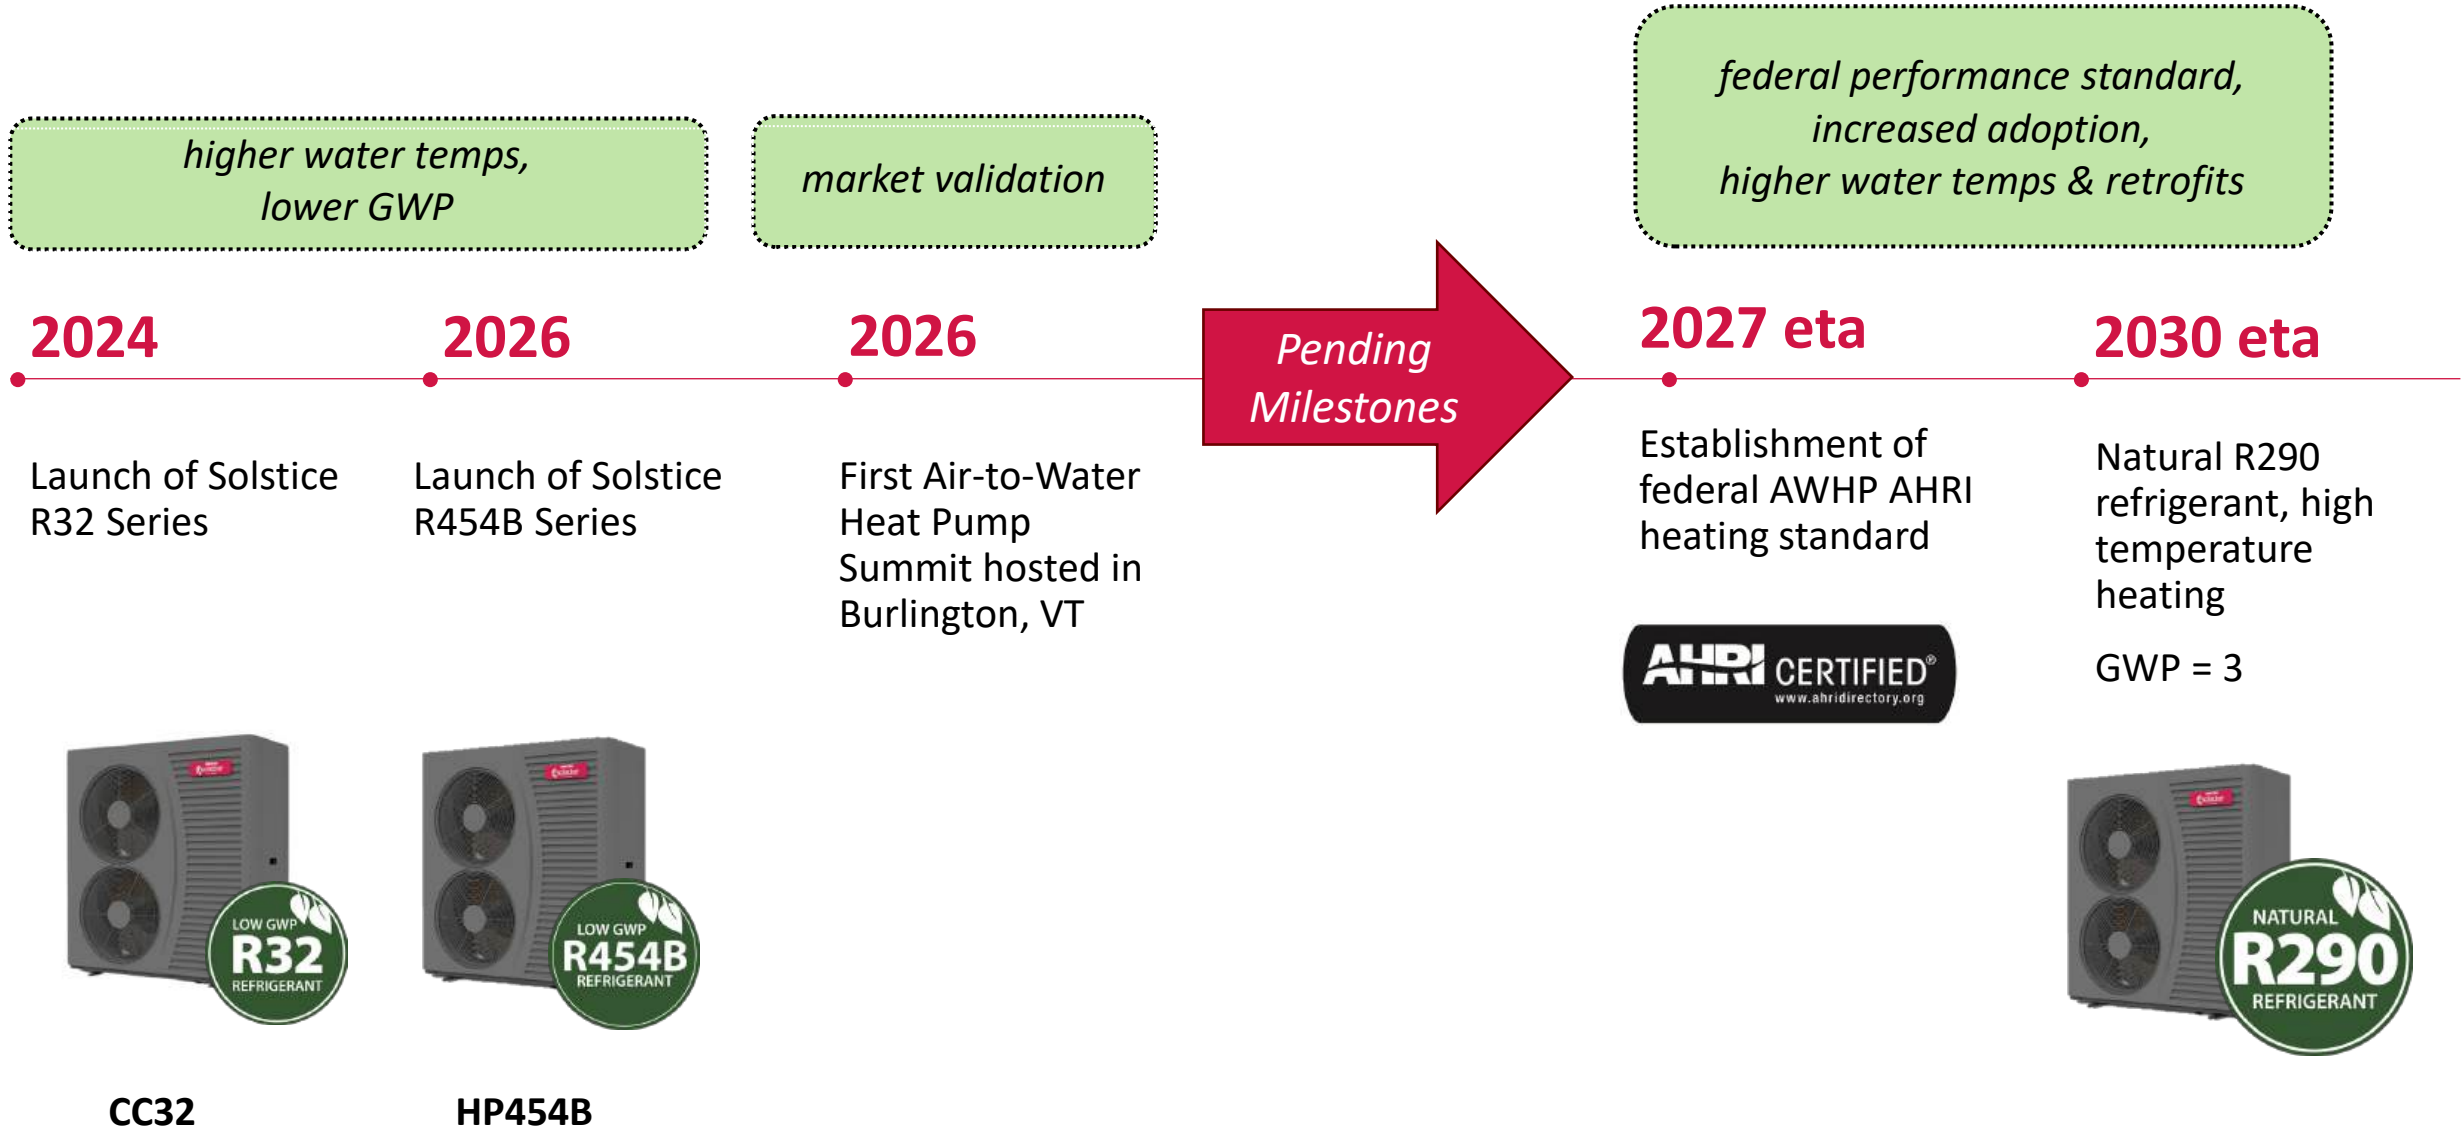 higher water temps,
lower GWP
market validation
federal performance standard,
increased adoption,
higher water temps & retrofits
2024
2026
2026
Pending
Milestones
2027 eta
2030 eta
Launch of Solstice
R32 Series
Launch of Solstice
R454B Series
First Air-to-Water
Heat Pump
Summit hosted in
Burlington, VT
Establishment of
federal AWHP AHRI
heating standard
Natural R290
refrigerant, high
temperature
heating
GWP = 3
AHRI CERTIFIED®
www.ahridirectory.org
LOW GWP
R32
REFRIGERANT
LOW GWP
R454B
REFRIGERANT
NATURAL
R290
REFRIGERANT
CC32
HP454B